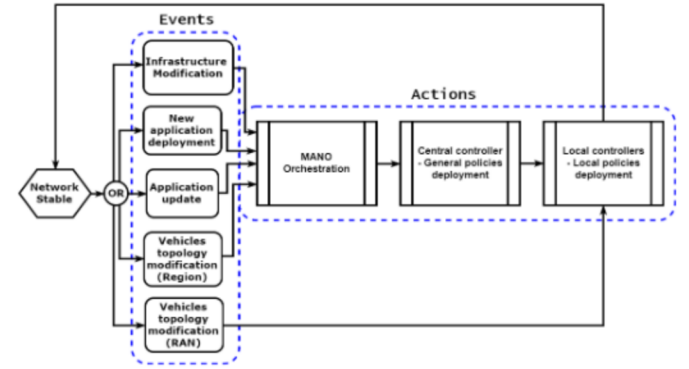 Events
Infrastructure
Modification
Actions
New
application
deployment
MANO
Orchestration
Central controller
- General policies
deployment
Local controllers
- Local policies
deployment
Network
Stable
OR
Application
update
Vehicles
topology
modification
(Region)
Vehicles
topology
modification
(RAN)